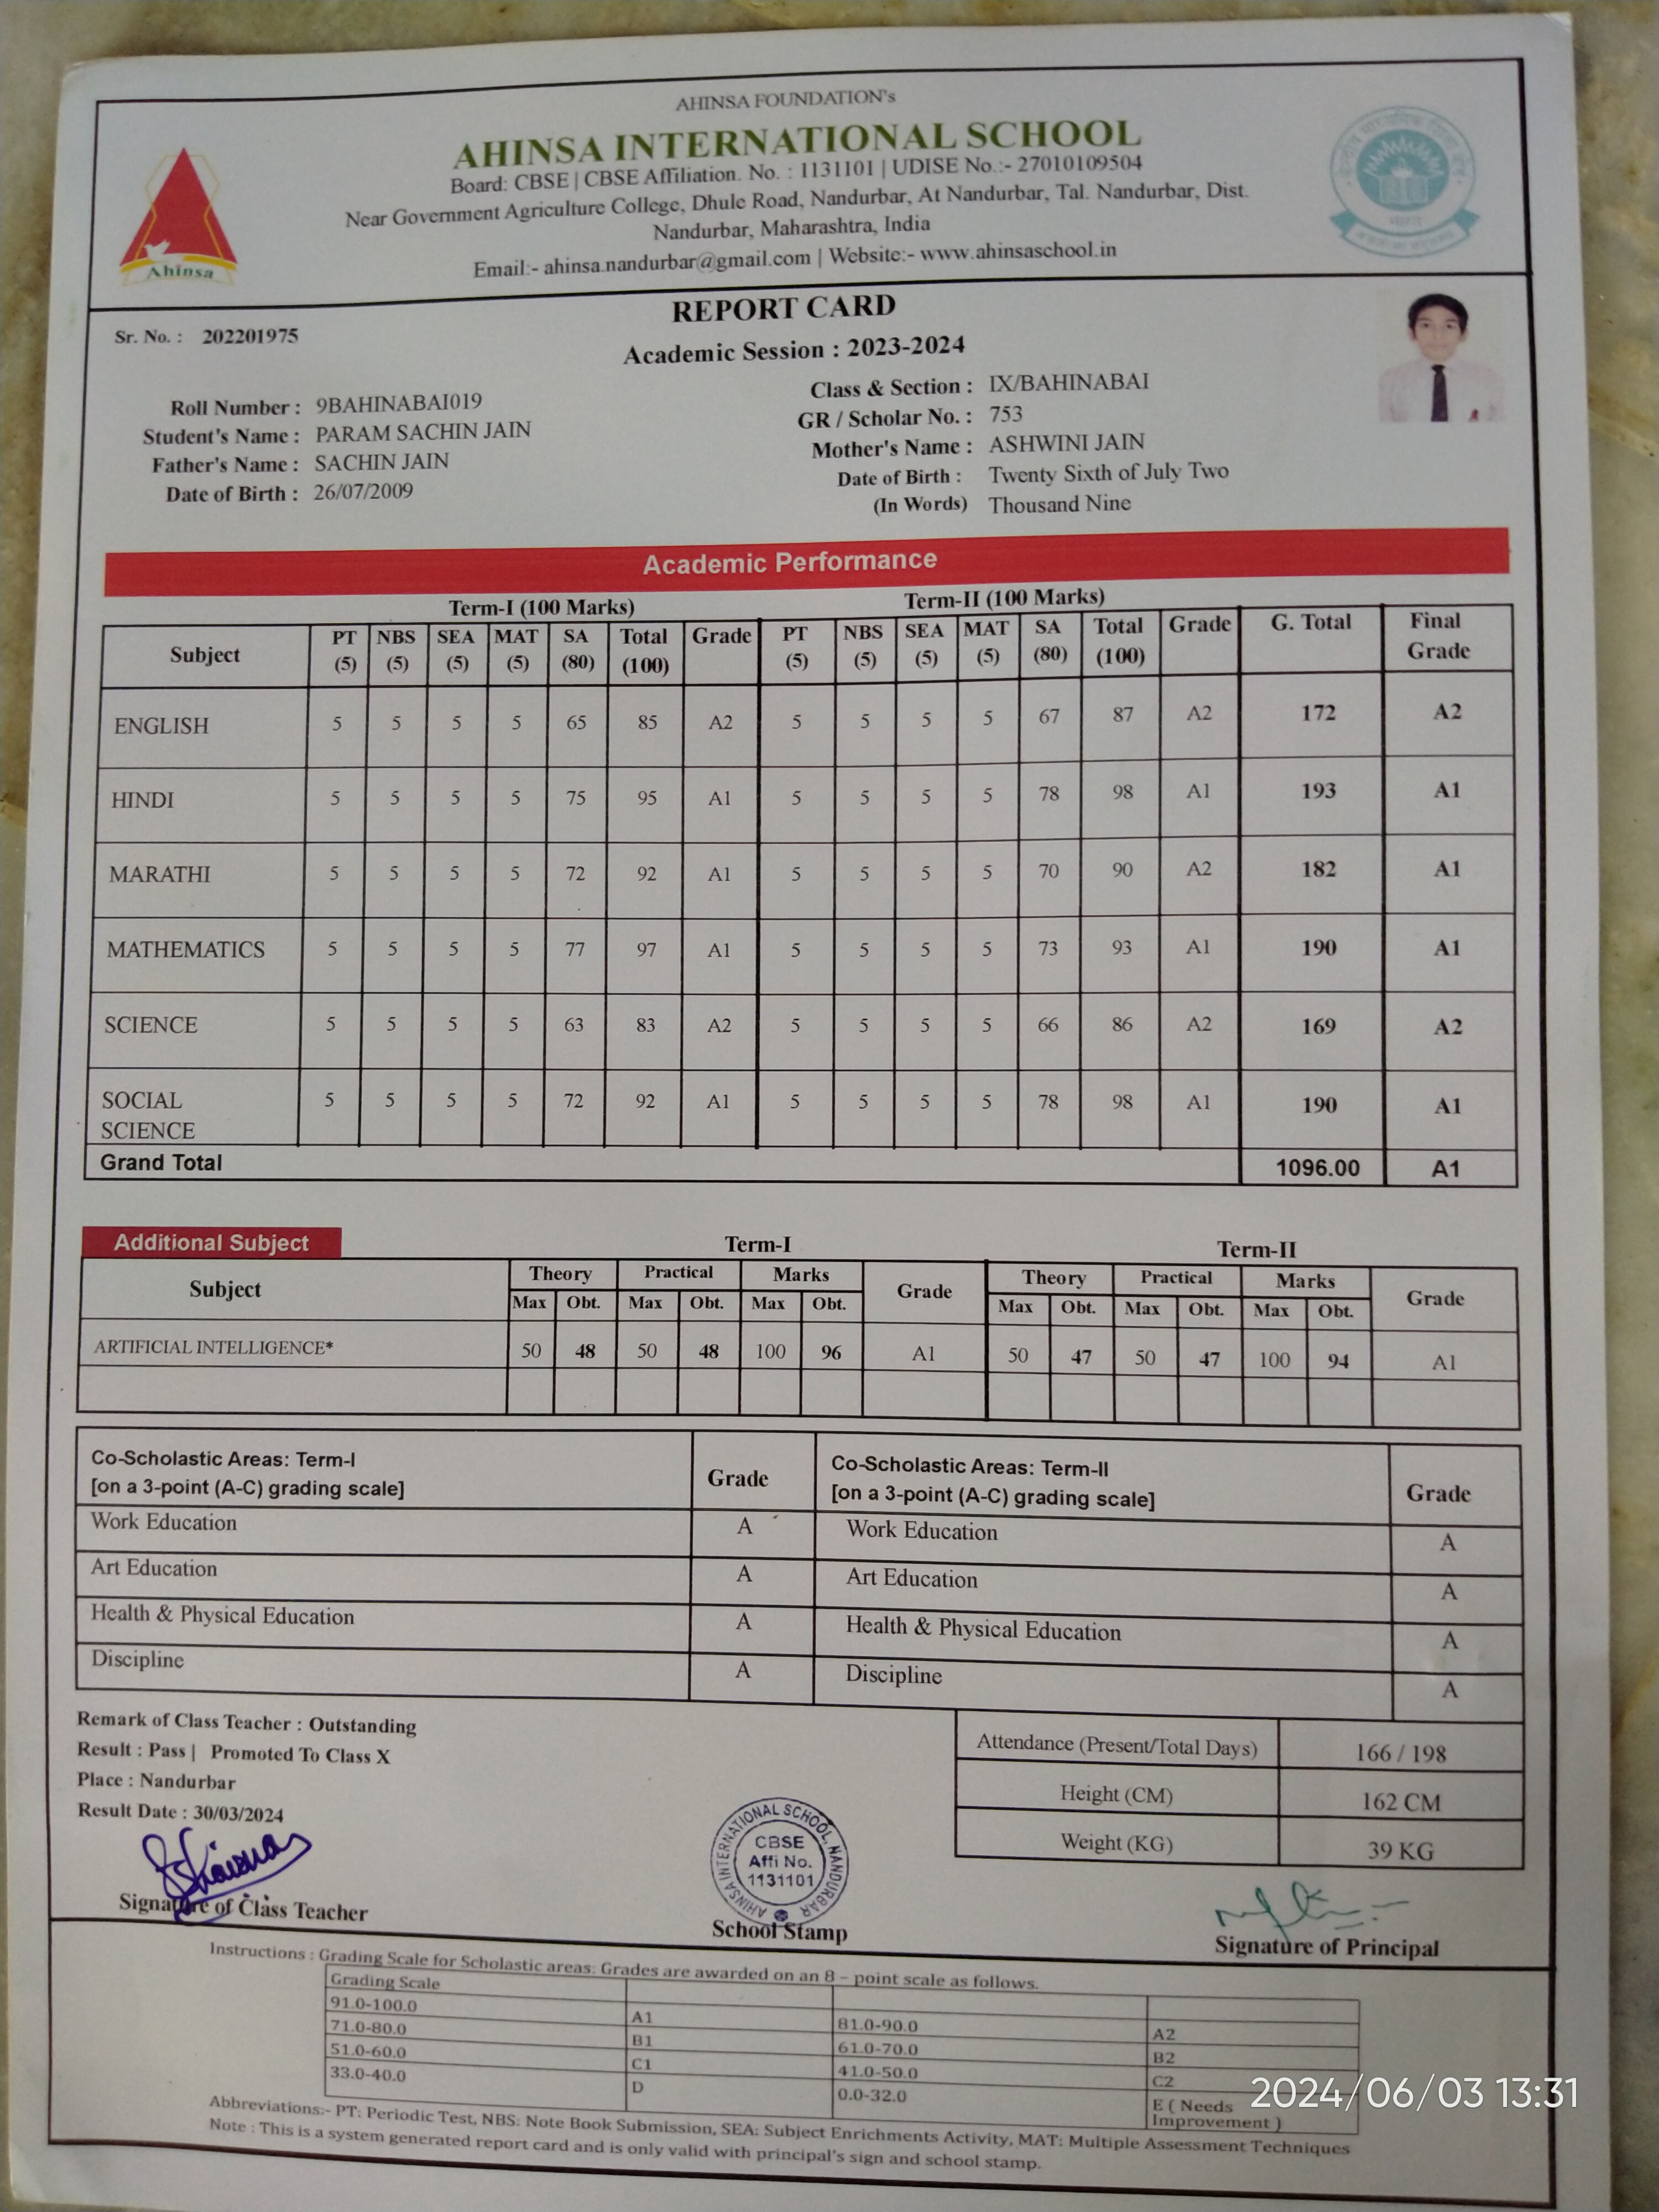 AHINSA FOUNDATION's
AHINSA INTERNATIONAL SCHOOL
Board: CBSE | CBSE Affiliation. No. : 1131101 | UDISE No.:- 27010109504
Near Government Agriculture College, Dhule Road, Nandurbar, At Nandurbar, Tal. Nandurbar, Dist.
Nandurbar, Maharashtra, India
Email:- ahinsa.nandurbar@gmail.com | Website:- www.ahinsaschool.in
Ahinsa
REPORT CARD
Sr. No. : 202201975
Academic Session : 2023-2024
Roll Number : 9BAHINABAI019
Class & Section : IX/BAHINABAI
Student's Name : PARAM SACHIN JAIN
GR / Scholar No. : 753
Father's Name : SACHIN JAIN
Mother's Name : ASHWINI JAIN
Date of Birth : 26/07/2009
Date of Birth : Twenty Sixth of July Two
(In Words) Thousand Nine
Academic Performance
Term-I (100 Marks) Term-II (100 Marks)
Subject PT (5) NBS (5) SEA (5) MAT (5) SA (80) Total (100) Grade PT (5) NBS (5) SEA (5) MAT (5) SA (80) Total (100) Grade G. Total Final Grade
ENGLISH 5 5 5 5 65 85 A2 5 5 5 5 67 87 A2 172 A2
HINDI 5 5 5 5 75 95 A1 5 5 5 5 78 98 A1 193 A1
MARATHI 5 5 5 5 72 92 A1 5 5 5 5 70 90 A2 182 A1
MATHEMATICS 5 5 5 5 77 97 A1 5 5 5 5 73 93 A1 190 A1
SCIENCE 5 5 5 5 63 83 A2 5 5 5 5 66 86 A2 169 A2
SOCIAL SCIENCE 5 5 5 5 72 92 A1 5 5 5 5 78 98 A1 190 A1
Grand Total 1096.00 A1
Additional Subject Term-I Term-II
Subject Theory Practical Marks Grade Theory Practical Marks Grade
Max Obt. Max Obt. Max Obt. Max Obt. Max Obt. Max Obt.
ARTIFICIAL INTELLIGENCE* 50 48 50 48 100 96 A1 50 47 50 47 100 94 A1
Co-Scholastic Areas: Term-I Grade Co-Scholastic Areas: Term-II Grade
[on a 3-point (A-C) grading scale] [on a 3-point (A-C) grading scale]
Work Education A Work Education A
Art Education A Art Education A
Health & Physical Education A Health & Physical Education A
Discipline A Discipline A
Remark of Class Teacher : Outstanding
Result : Pass | Promoted To Class X
Place : Nandurbar
Result Date : 30/03/2024
Attendance (Present/Total Days) 166 / 198
Height (CM) 162 CM
Weight (KG) 39 KG
AHINSA INTERNATIONAL SCHOOL, NANDURBAR
CBSE
Affi No.
1131101
Signature of Class Teacher
School Stamp
Signature of Principal
Instructions : Grading Scale for Scholastic areas: Grades are awarded on an 8 – point scale as follows.
Grading Scale
91.0-100.0 A1 81.0-90.0 A2
71.0-80.0 B1 61.0-70.0 B2
51.0-60.0 C1 41.0-50.0 C2
33.0-40.0 D 0.0-32.0 E ( Needs Improvement )
Abbreviations:- PT: Periodic Test, NBS: Note Book Submission, SEA: Subject Enrichments Activity, MAT: Multiple Assessment Techniques
Note : This is a system generated report card and is only valid with principal's sign and school stamp.
2024/06/03 13:31